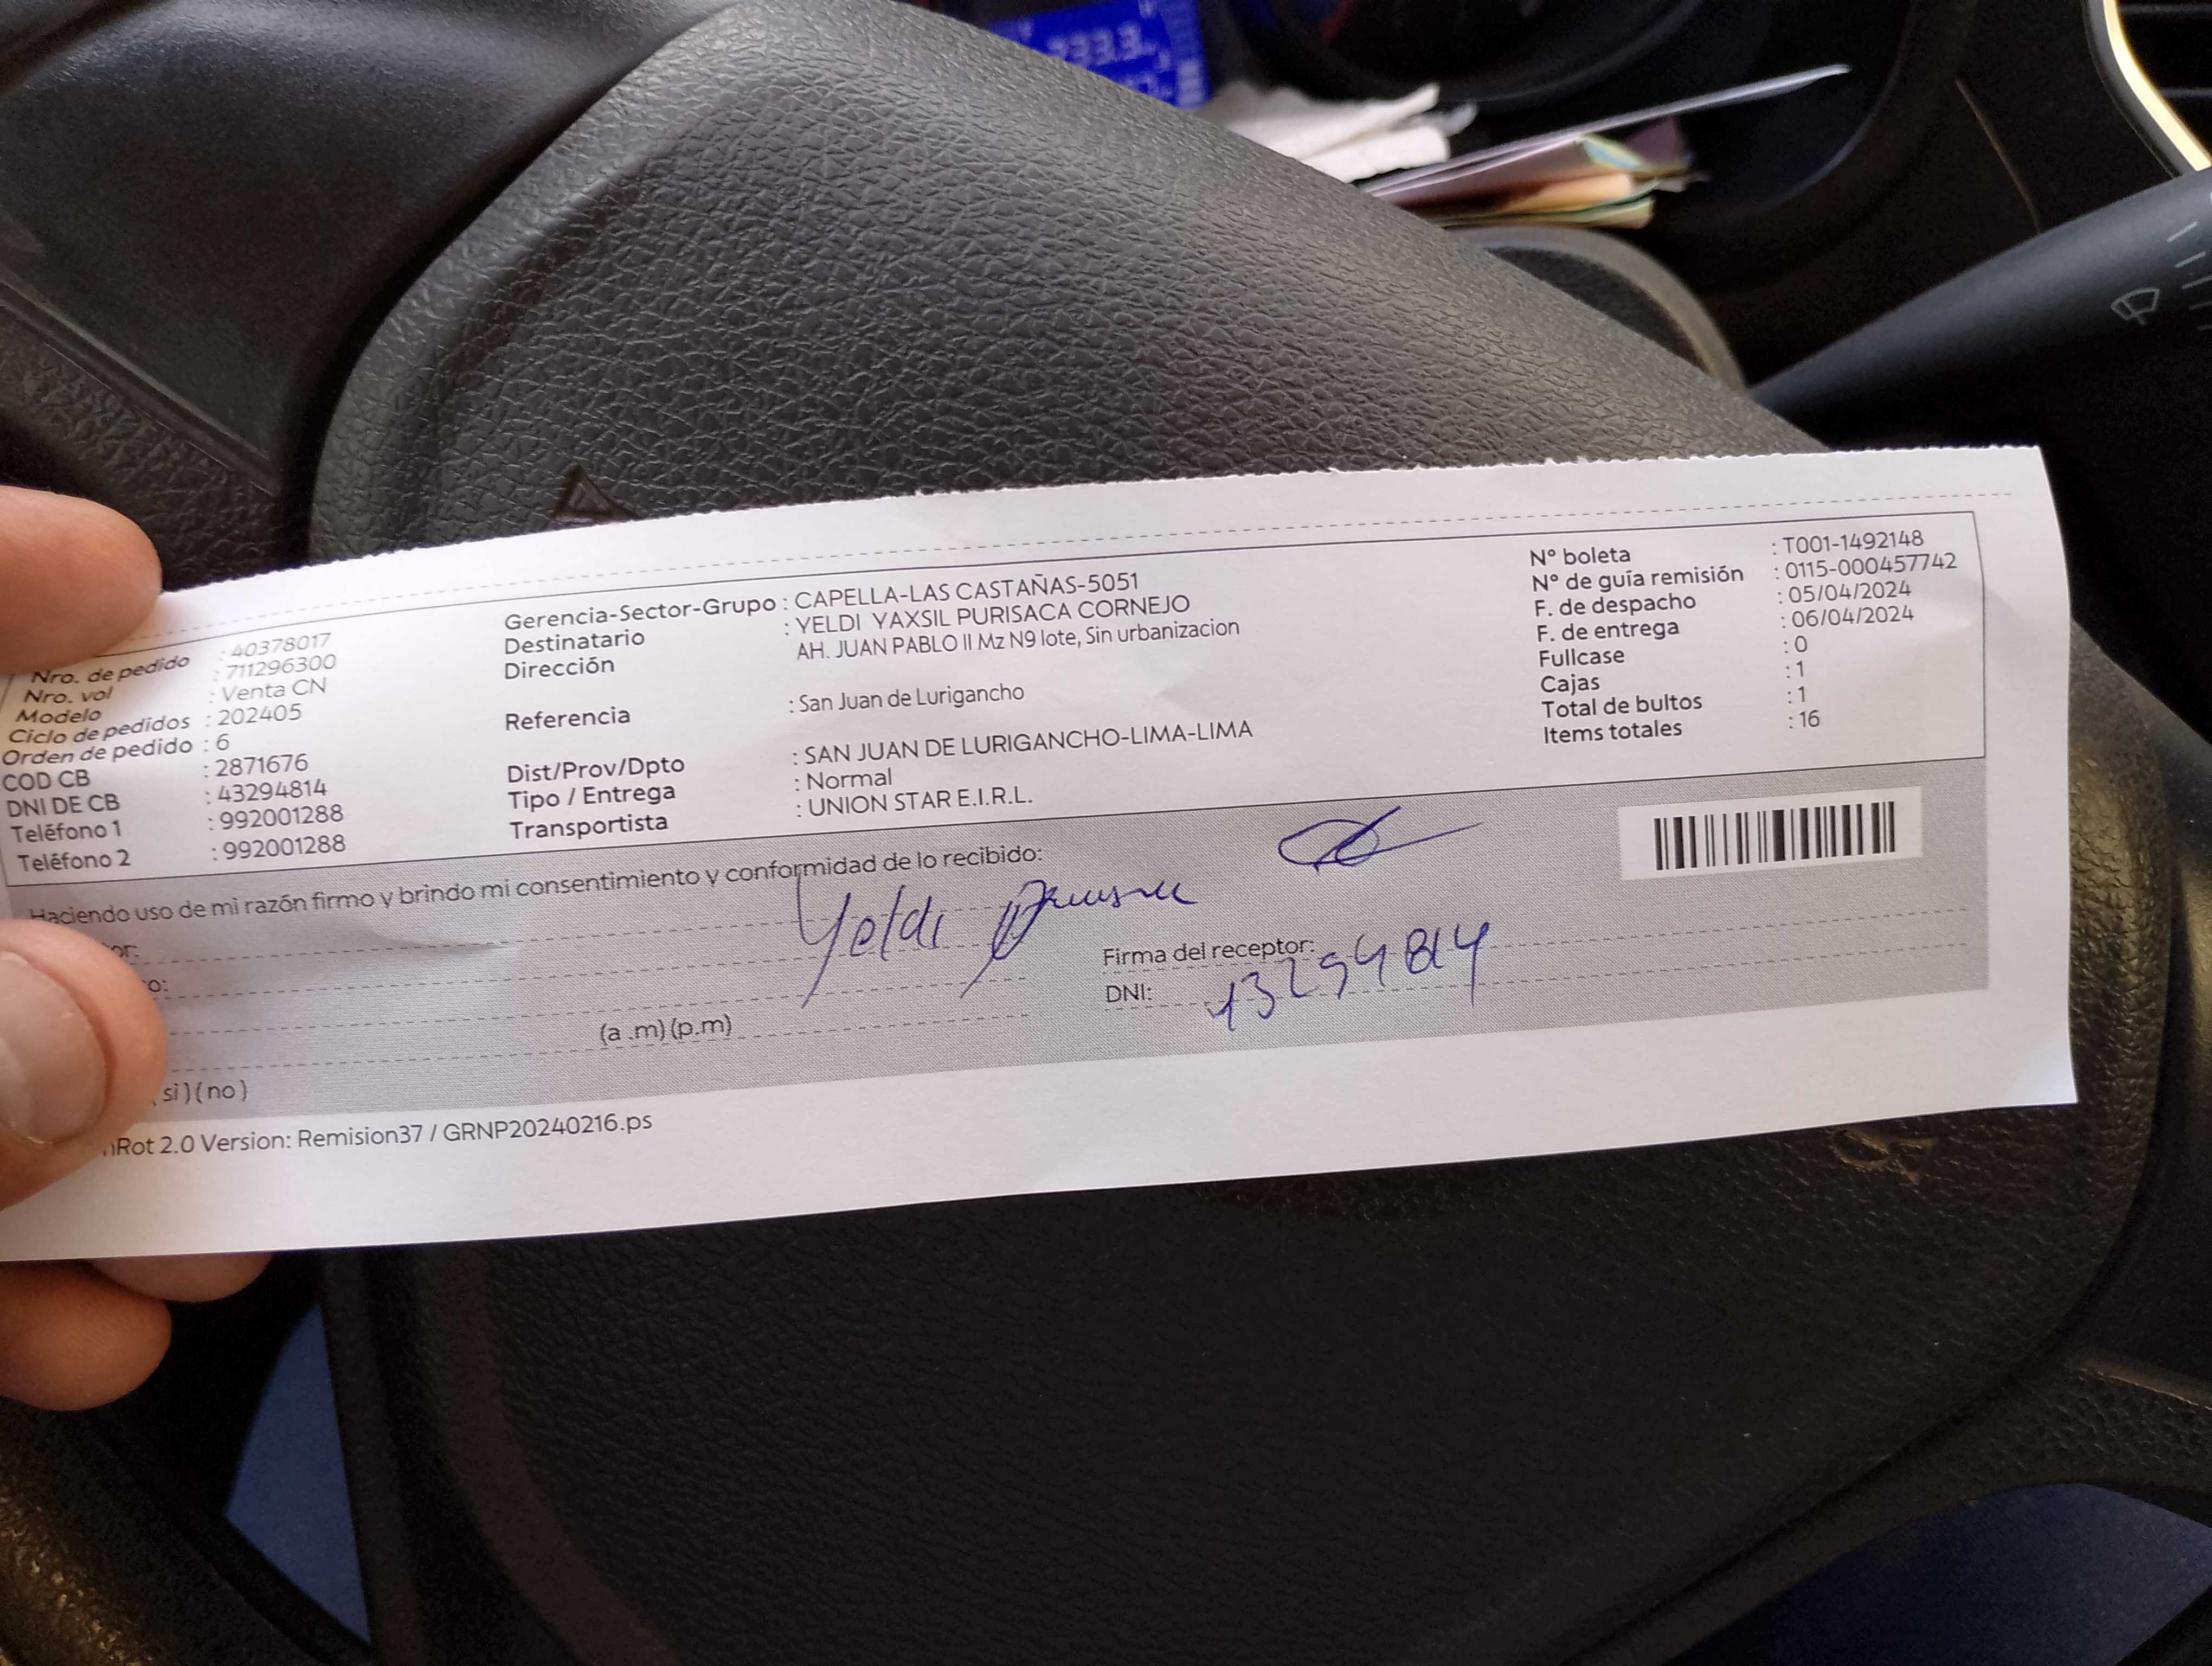 233.3
Nro. de pedido : 40378017
Nro. vol : 711296300
Modelo : Venta CN
Ciclo de pedidos : 202405
Orden de pedido : 6
COD CB : 2871676
DNI DE CB : 43294814
Teléfono 1 : 992001288
Teléfono 2 : 992001288
Gerencia-Sector-Grupo : CAPELLA-LAS CASTAÑAS-5051
Destinatario : YELDI YAXSIL PURISACA CORNEJO
Dirección AH. JUAN PABLO II Mz N9 lote, Sin urbanizacion
Referencia : San Juan de Lurigancho
Dist/Prov/Dpto : SAN JUAN DE LURIGANCHO-LIMA-LIMA
Tipo / Entrega : Normal
Transportista : UNION STAR E.I.R.L.
N° boleta : T001-1492148
N° de guía remisión : 0115-000457742
F. de despacho : 05/04/2024
F. de entrega : 06/04/2024
Fullcase : 0
Cajas : 1
Total de bultos : 1
Items totales : 16
Haciendo uso de mi razón firmo y brindo mi consentimiento y conformidad de lo recibido:
or: Yeldi
o:
Firma del receptor:
DNI: 43294814
(a .m) (p.m)
si ) ( no )
Rot 2.0 Version: Remision37 / GRNP20240216.ps